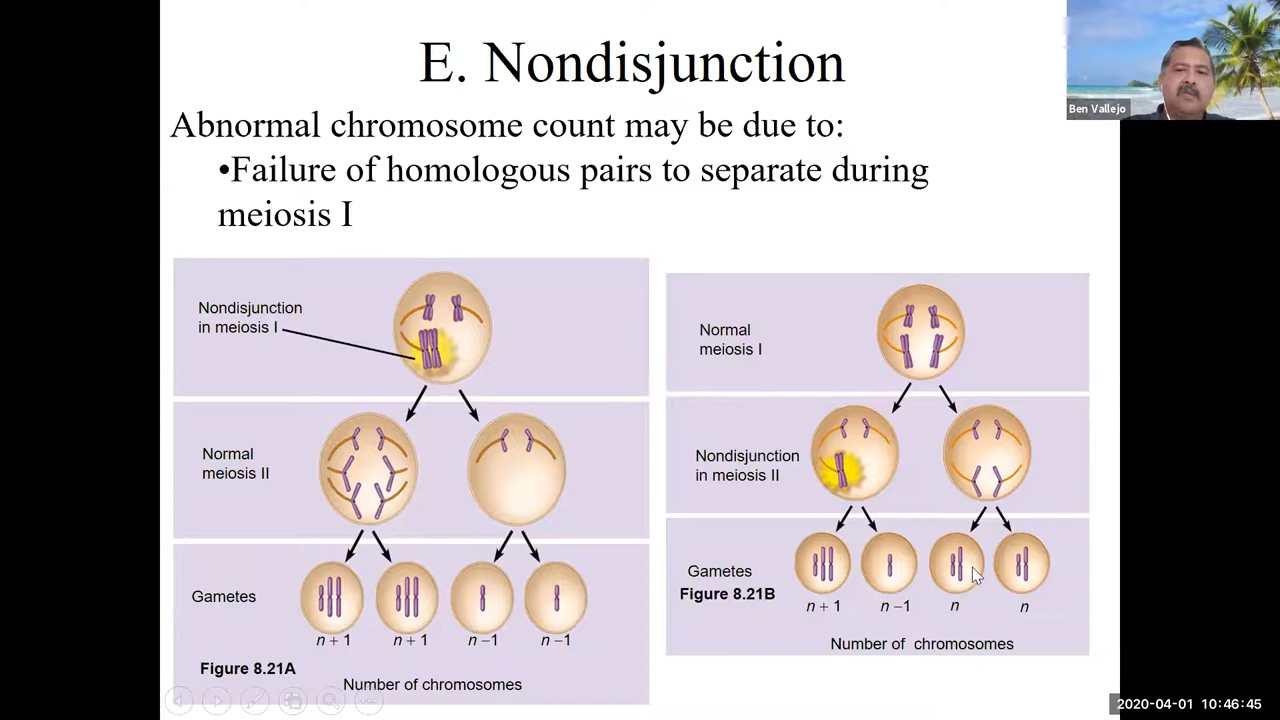 E. Nondisjunction
Ben Vallejo
Abnormal chromosome count may be due to:
•Failure of homologous pairs to separate during
meiosis I
Nondisjunction
in meiosis I
Normal
meiosis II
Gametes
n + 1
n + 1
n –1
n –1
Figure 8.21A
Number of chromosomes
Normal
meiosis I
Nondisjunction
in meiosis II
Gametes
Figure 8.21B
n + 1
n –1
n
n
Number of chromosomes
2020-04-01 10:46:45